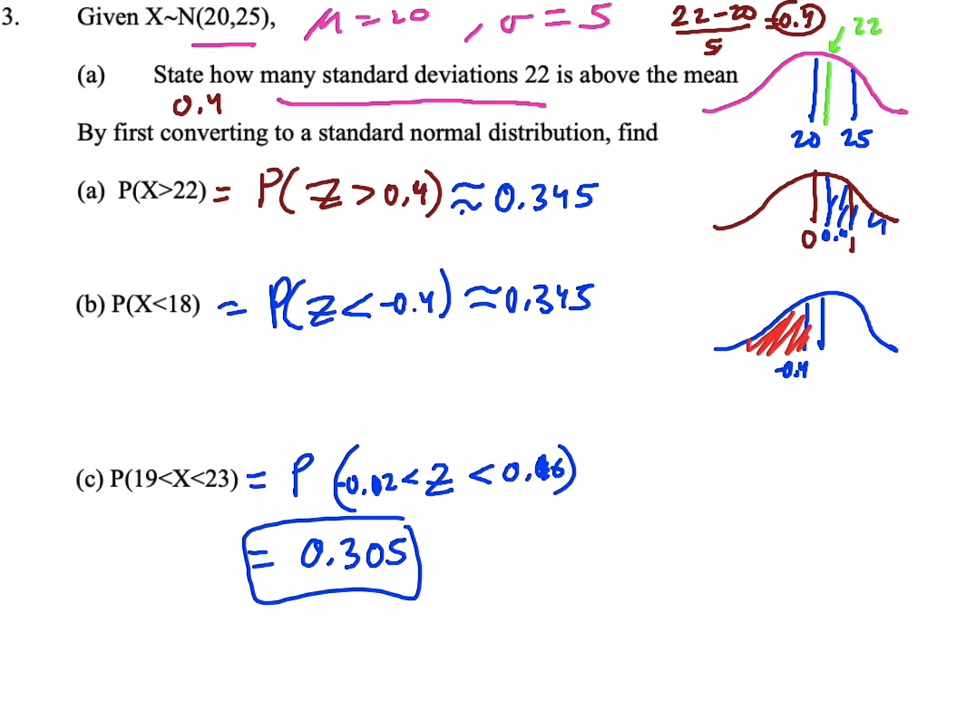 3. Given X~N(20,25), μ = 20 , σ = 5 22-20/5 = 0.4 22
(a) State how many standard deviations 22 is above the mean
0.4
20 25
By first converting to a standard normal distribution, find
(a) P(X>22) = P(Z > 0.4) ≈ 0.345
0 0.4 1
(b) P(X<18) = P(Z < -0.4) ≈ 0.345
-0.4
(c) P(19<X<23) = P(-0.02 < Z < 0.6)
= 0.305